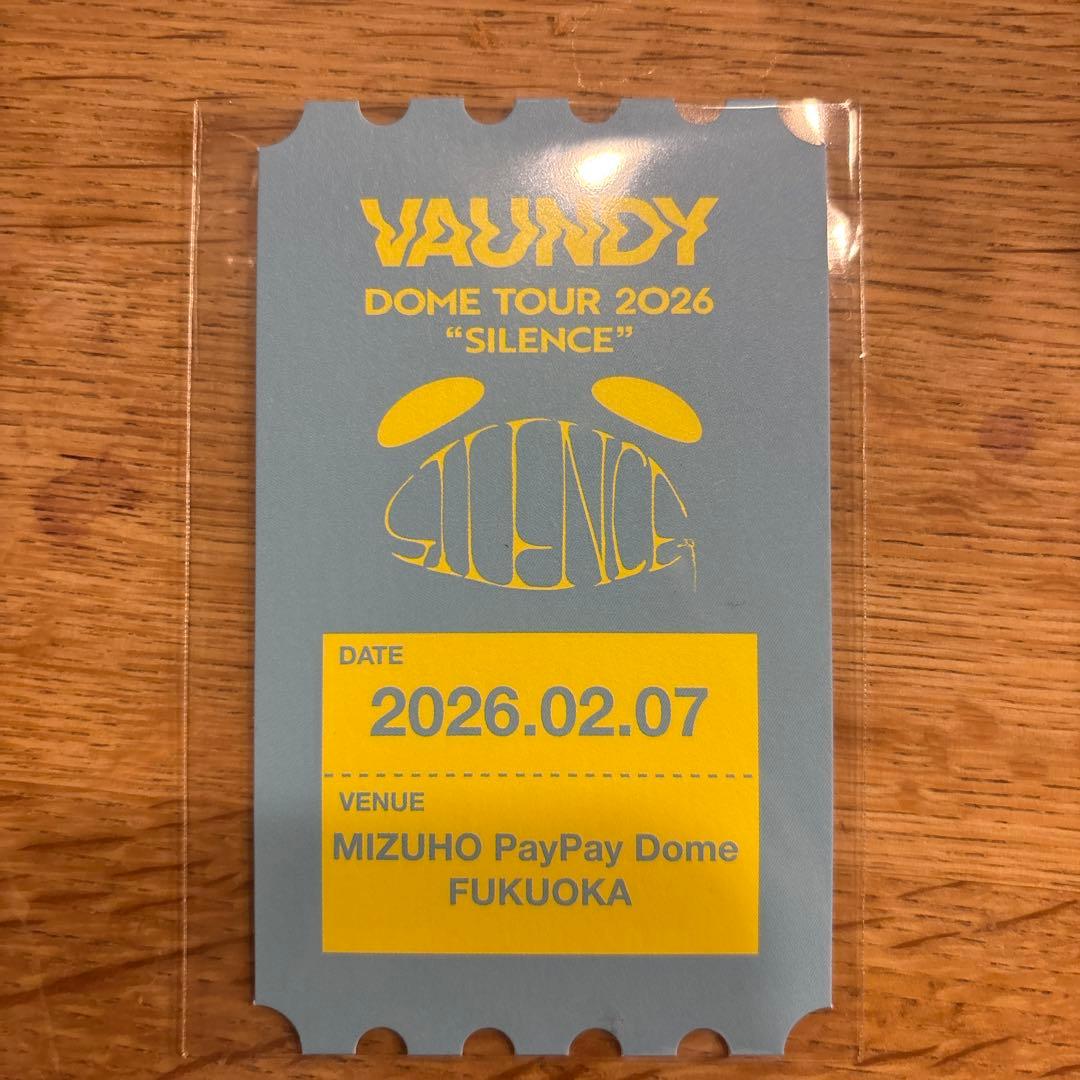 VAUNDY
DOME TOUR 2026
“SILENCE”
SILENCE
DATE
2026.02.07
VENUE
MIZUHO PayPay Dome
FUKUOKA